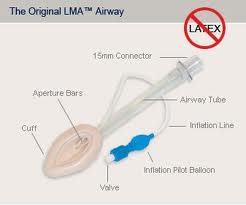 The Original LMA™ Airway
LATEX
15mm Connector
Aperture Bars
Airway Tube
Cuff
Inflation Line
Inflation Pilot Balloon
Valve